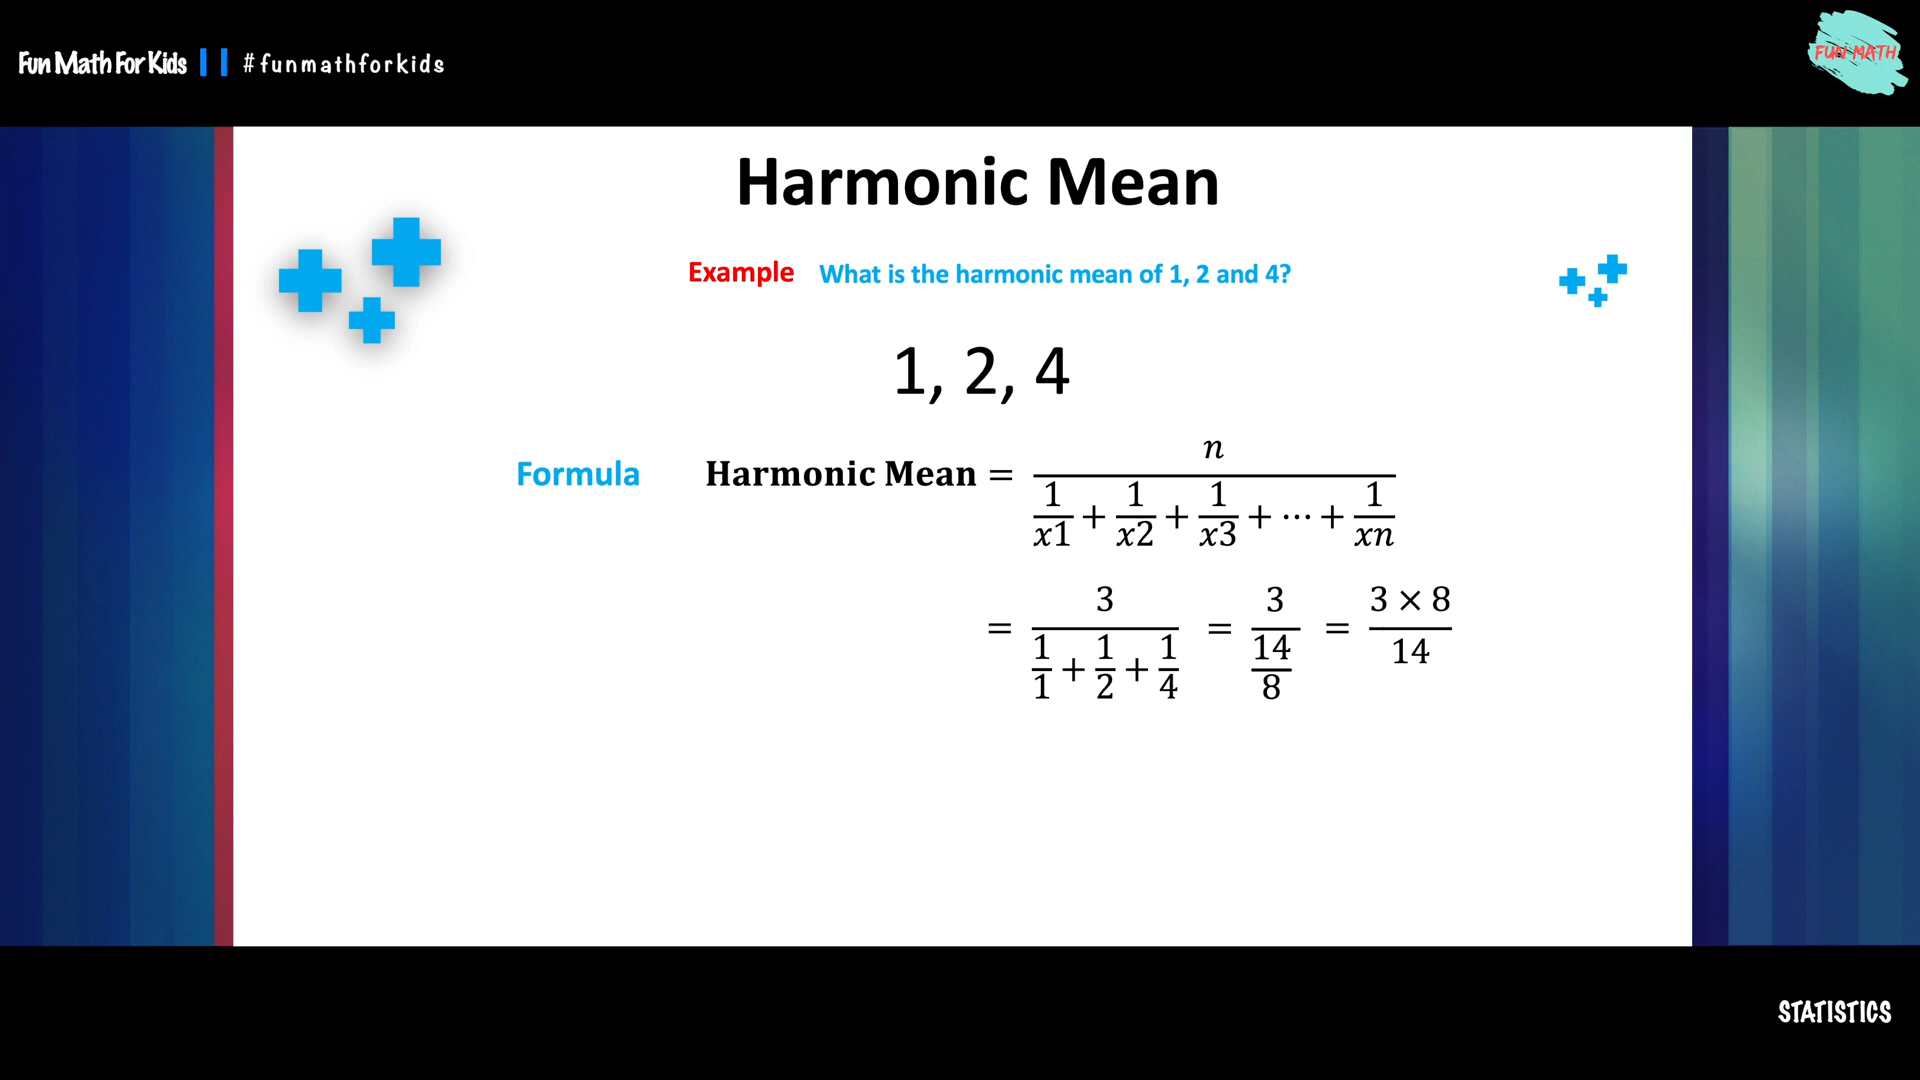 Fun Math For Kids || #funmathforkids
FUN MATH
Harmonic Mean
Example What is the harmonic mean of 1, 2 and 4?
1, 2, 4
n
Formula Harmonic Mean =
1 1 1 1
+ + + ⋯ +
x1 x2 x3 xn
3 3 3 × 8
= = =
1 1 1 14 14
+ +
1 2 4 8
STATISTICS